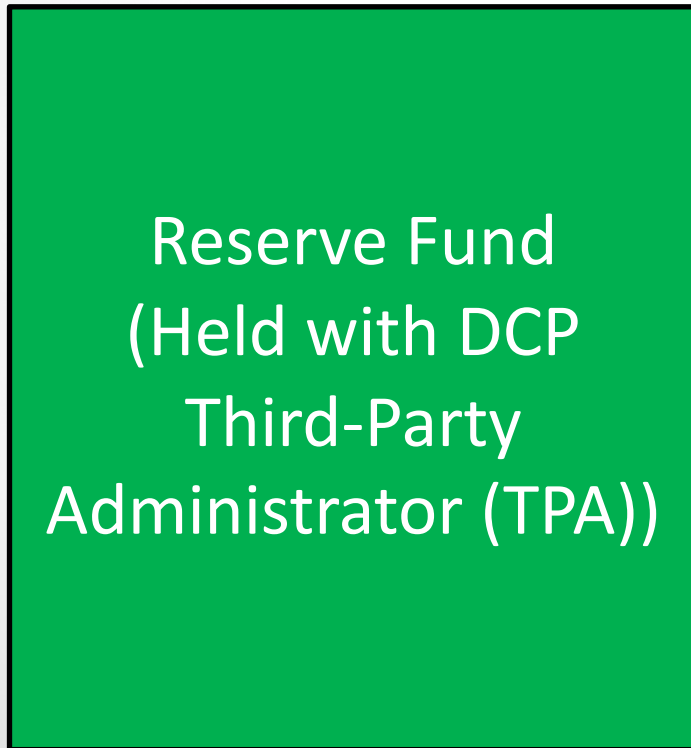 Reserve Fund
(Held with DCP
Third-Party
Administrator (TPA))